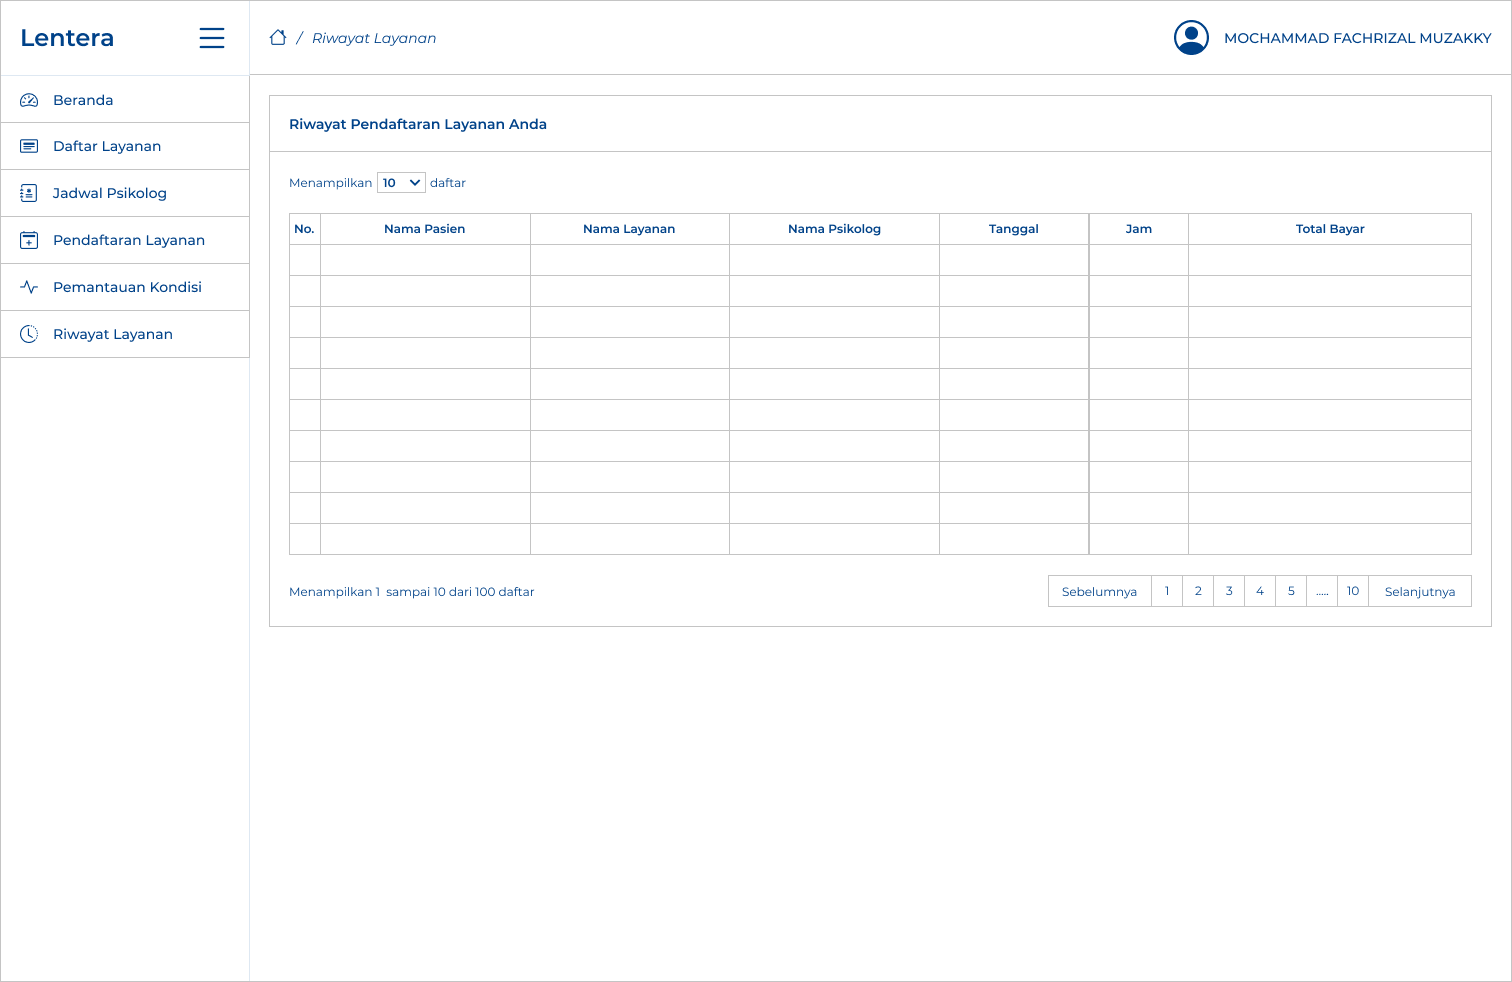 Lentera
/ Riwayat Layanan
MOCHAMMAD FACHRIZAL MUZAKKY
Beranda
Daftar Layanan
Jadwal Psikolog
Pendaftaran Layanan
Pemantauan Kondisi
Riwayat Layanan
Riwayat Pendaftaran Layanan Anda
Menampilkan 10 daftar
No. Nama Pasien Nama Layanan Nama Psikolog Tanggal Jam Total Bayar
Menampilkan 1 sampai 10 dari 100 daftar
Sebelumnya 1 2 3 4 5 ..... 10 Selanjutnya